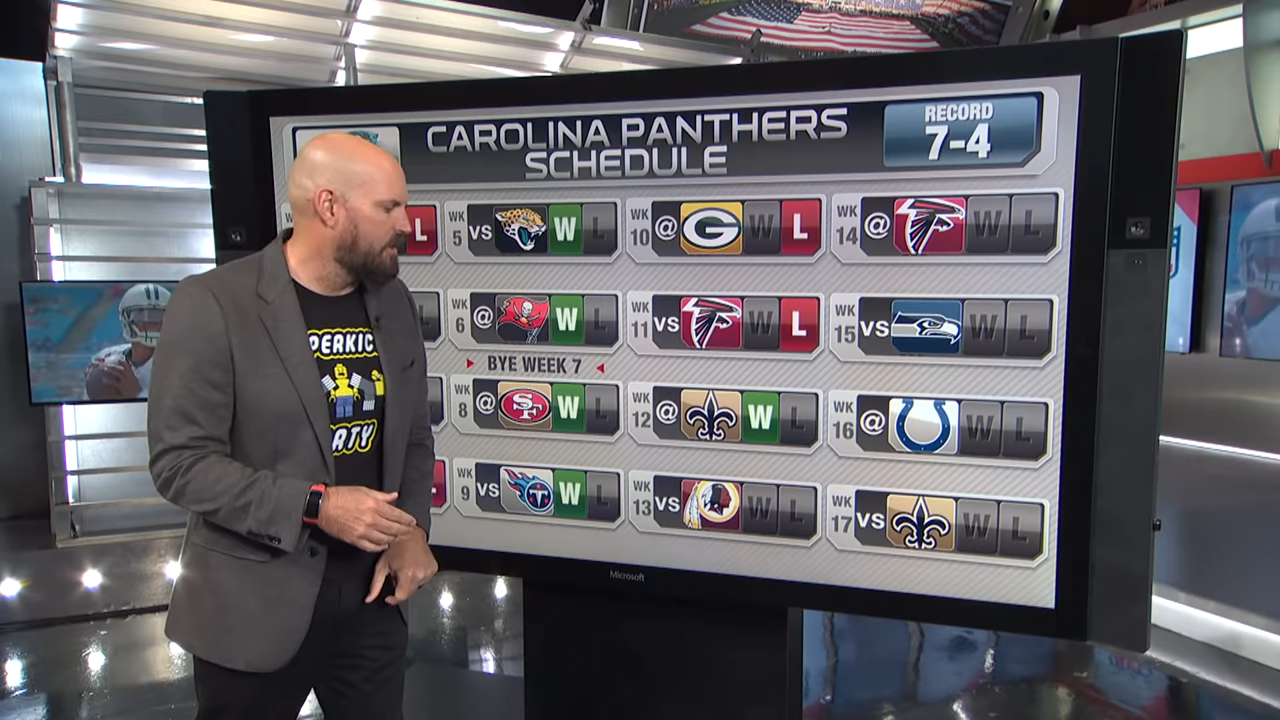 CAROLINA PANTHERS
SCHEDULE
RECORD
7-4
L
WK
5 VS W L
WK
10 @ G W L
WK
14 @ W L
WK
6 @ W L
WK
11 VS W L
WK
15 VS W L
BYE WEEK 7
WK
8 @ SF W L
WK
12 @ W L
WK
16 @ W L
WK
9 VS T W L
WK
13 VS W L
WK
17 VS W L
Microsoft